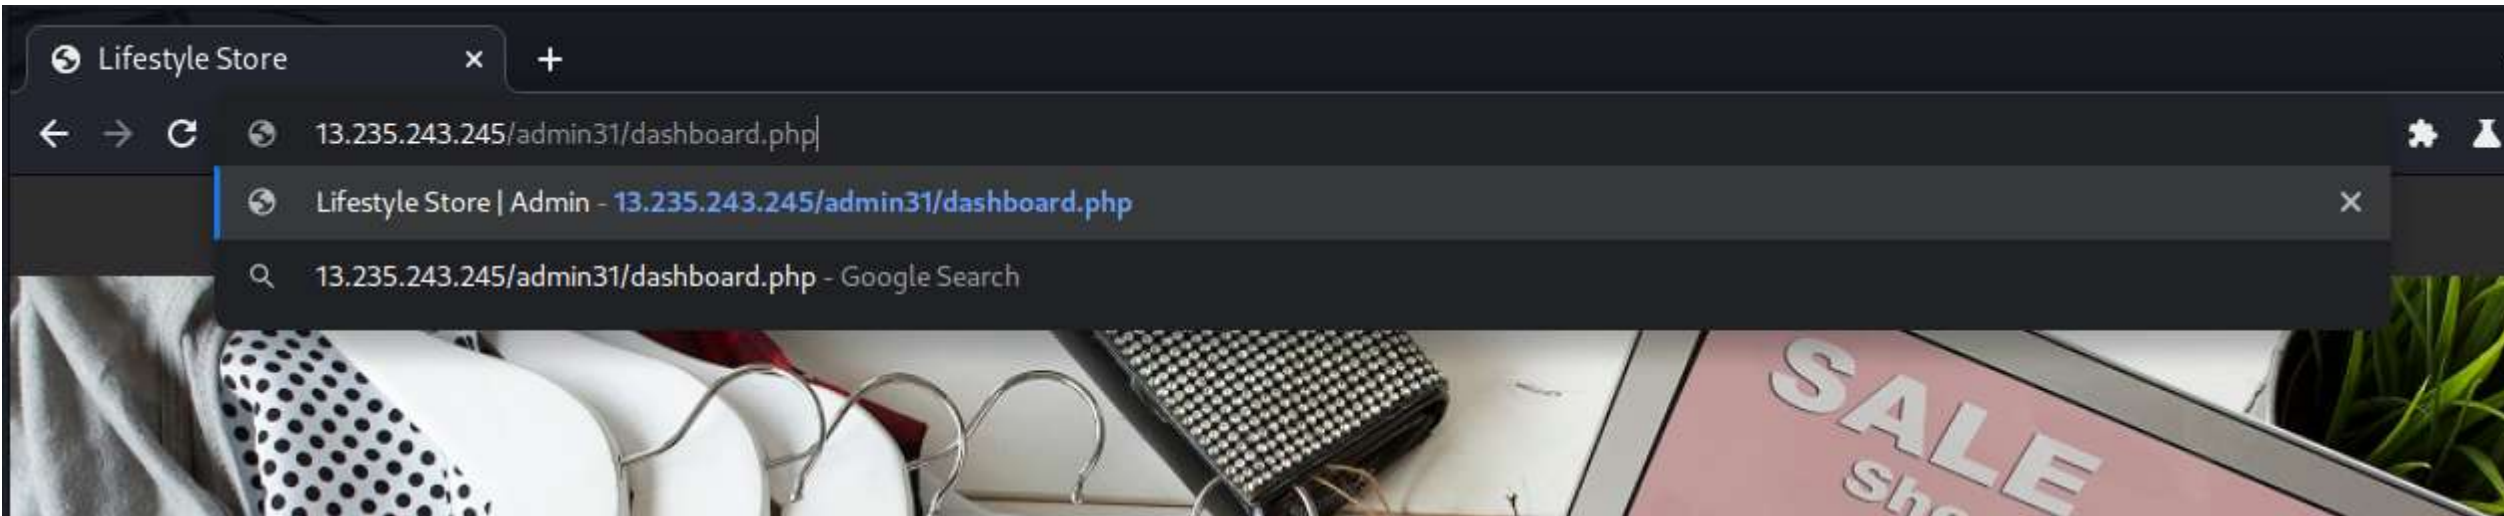 Lifestyle Store
13.235.243.245/admin31/dashboard.php
Lifestyle Store | Admin - 13.235.243.245/admin31/dashboard.php
13.235.243.245/admin31/dashboard.php - Google Search
SALE